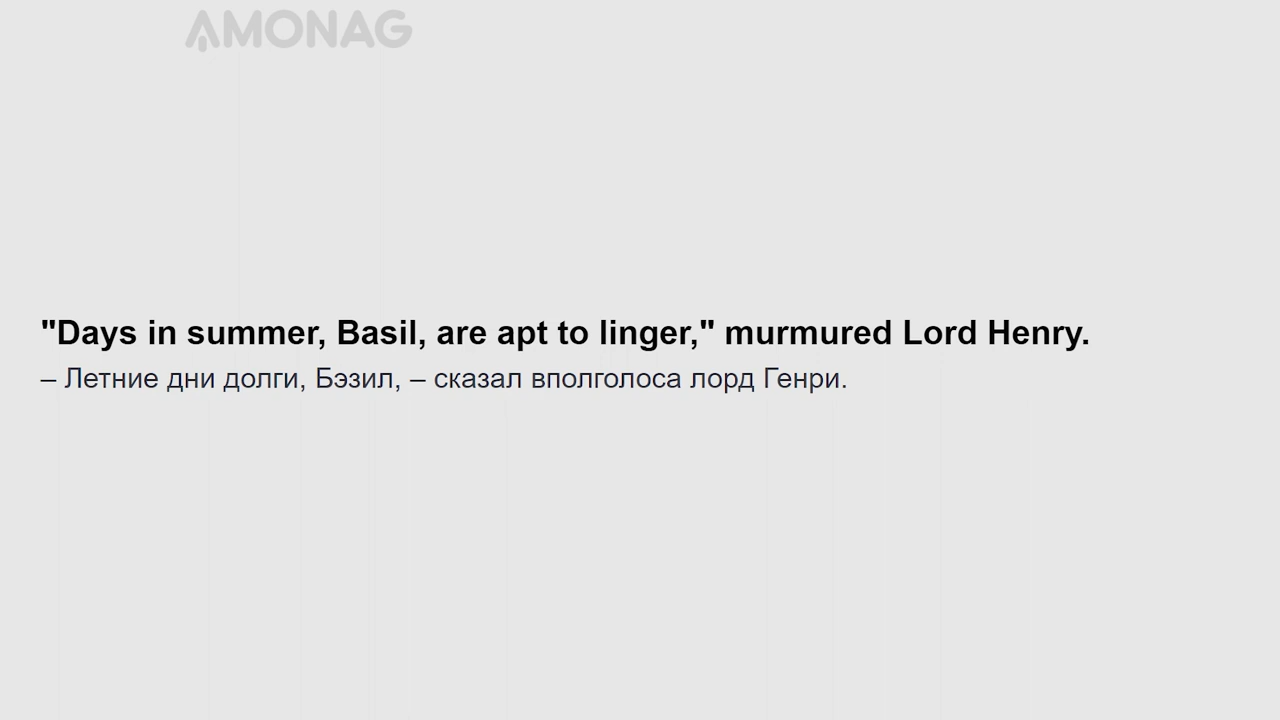 AMONAG
"Days in summer, Basil, are apt to linger," murmured Lord Henry.
– Летние дни долги, Бэзил, – сказал вполголоса лорд Генри.